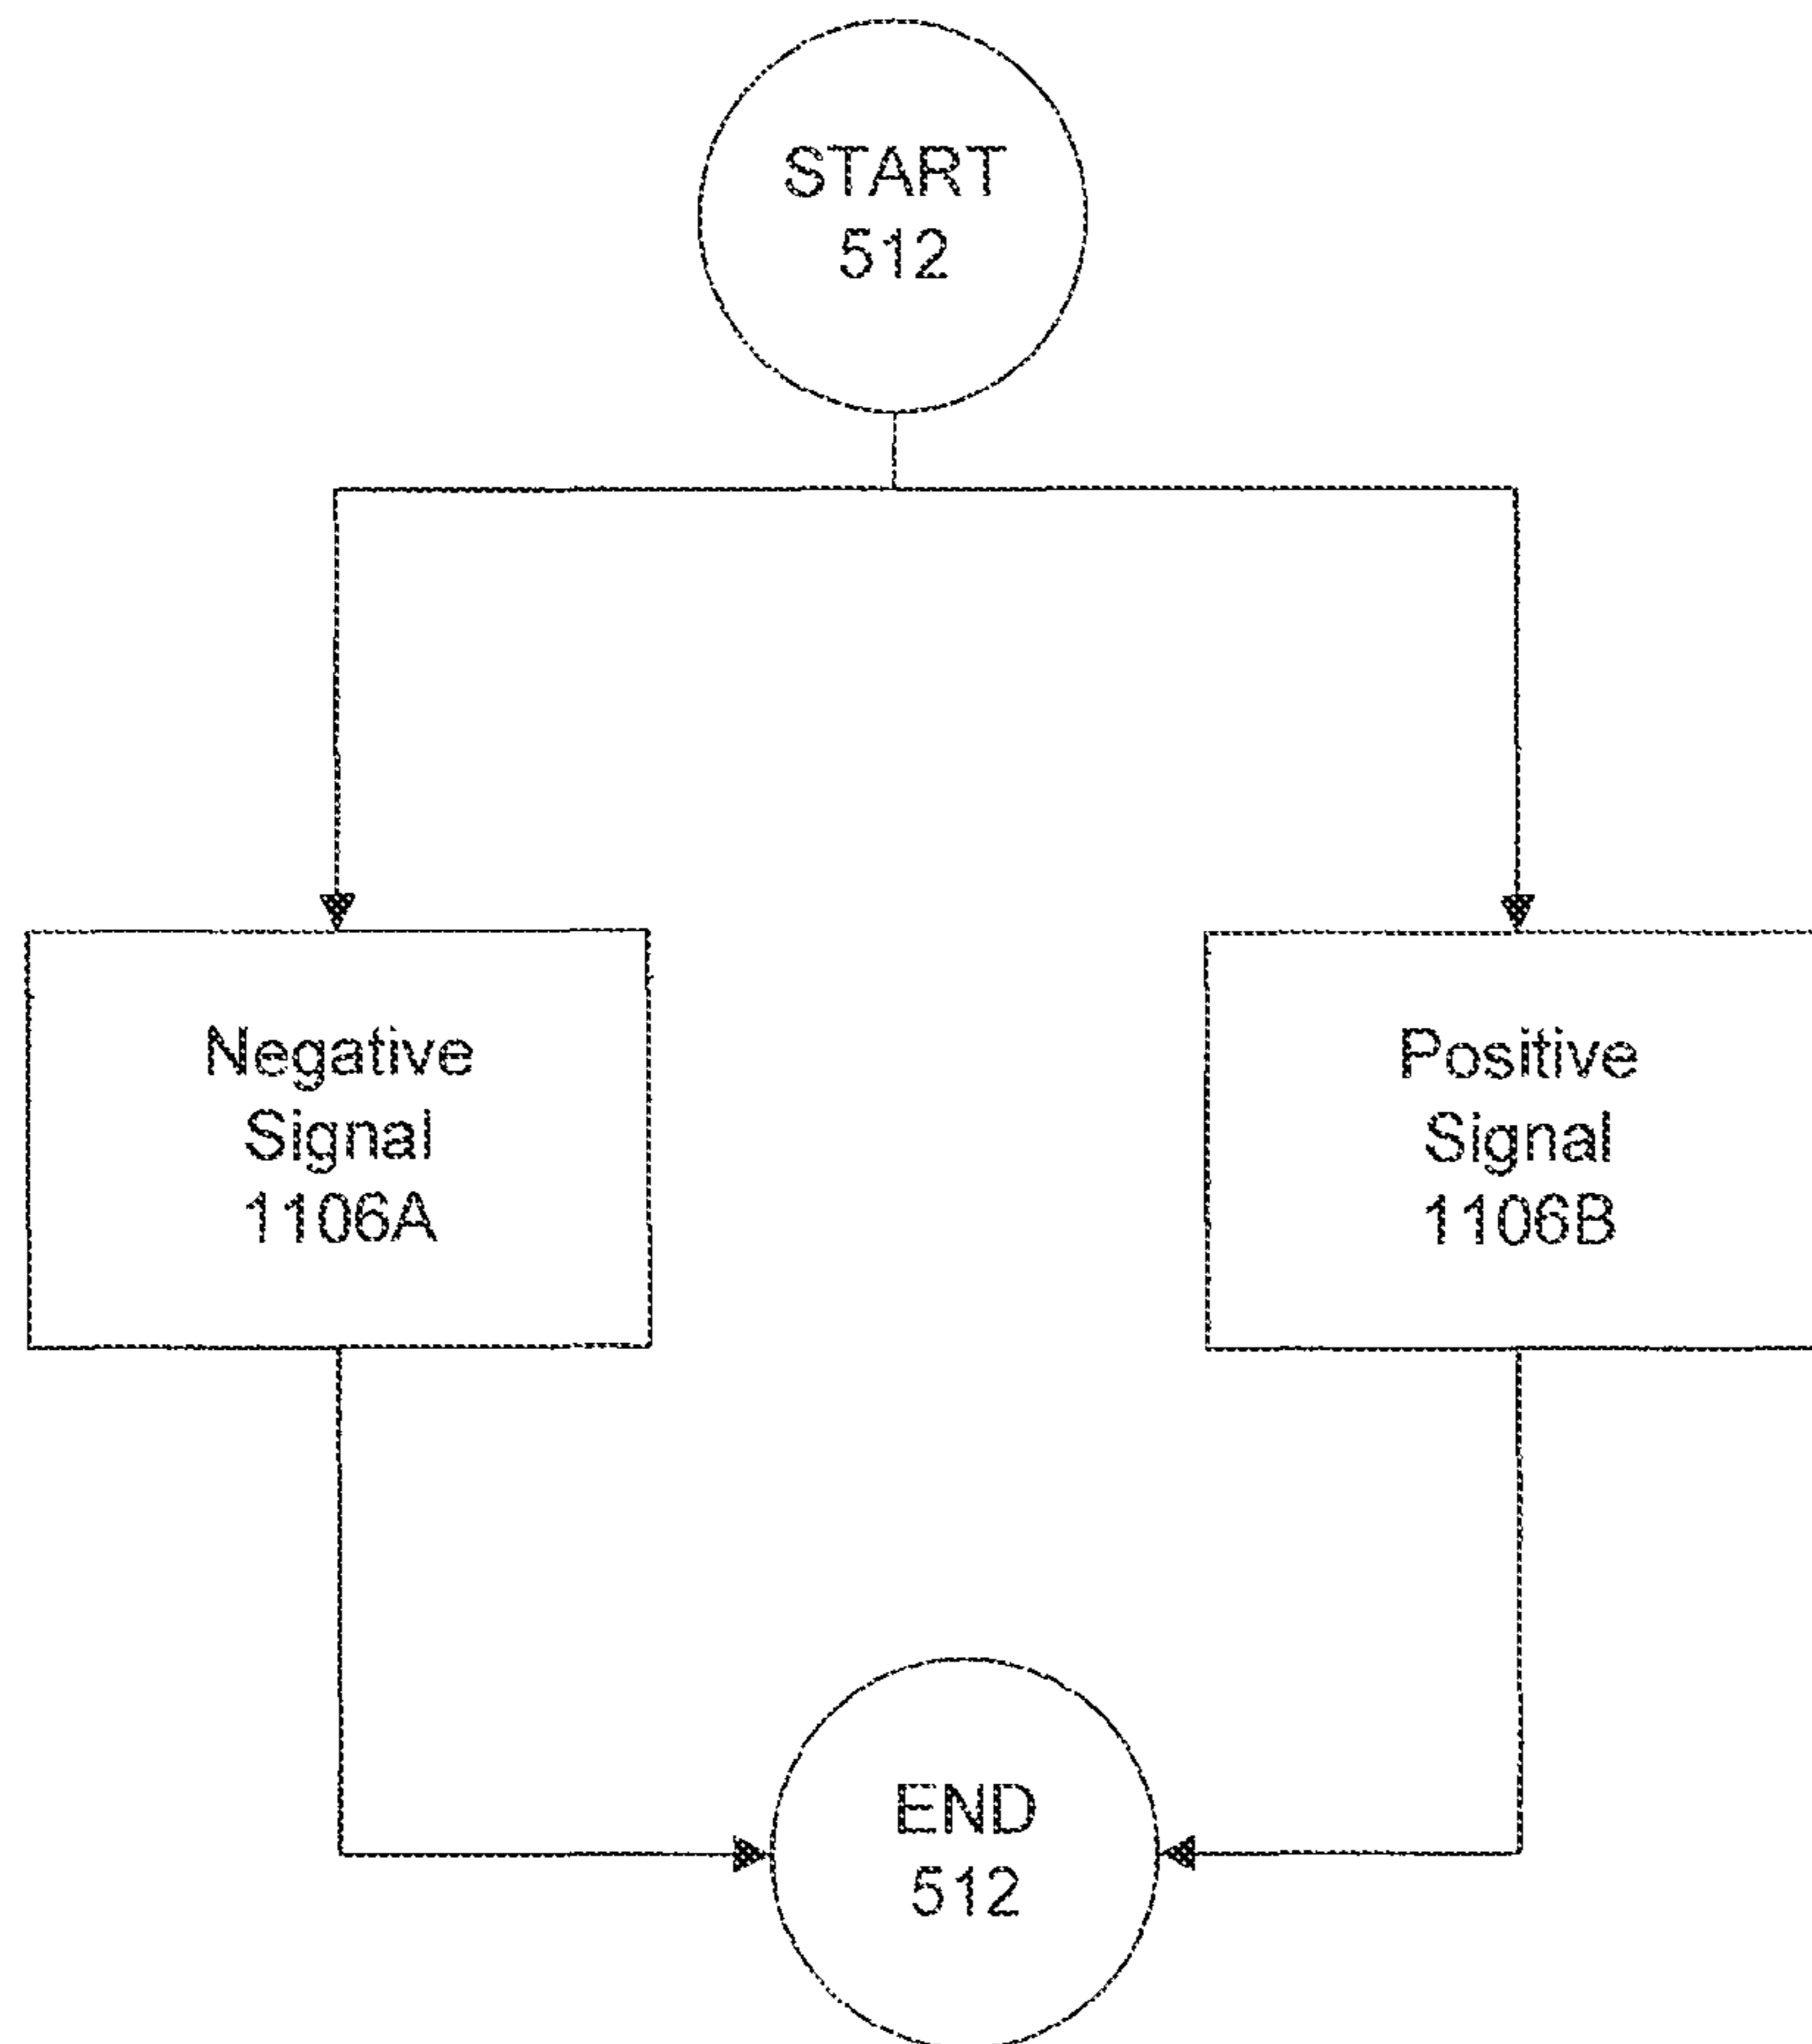 START
512
Negative
Signal
1106A
Positive
Signal
1106B
END
512